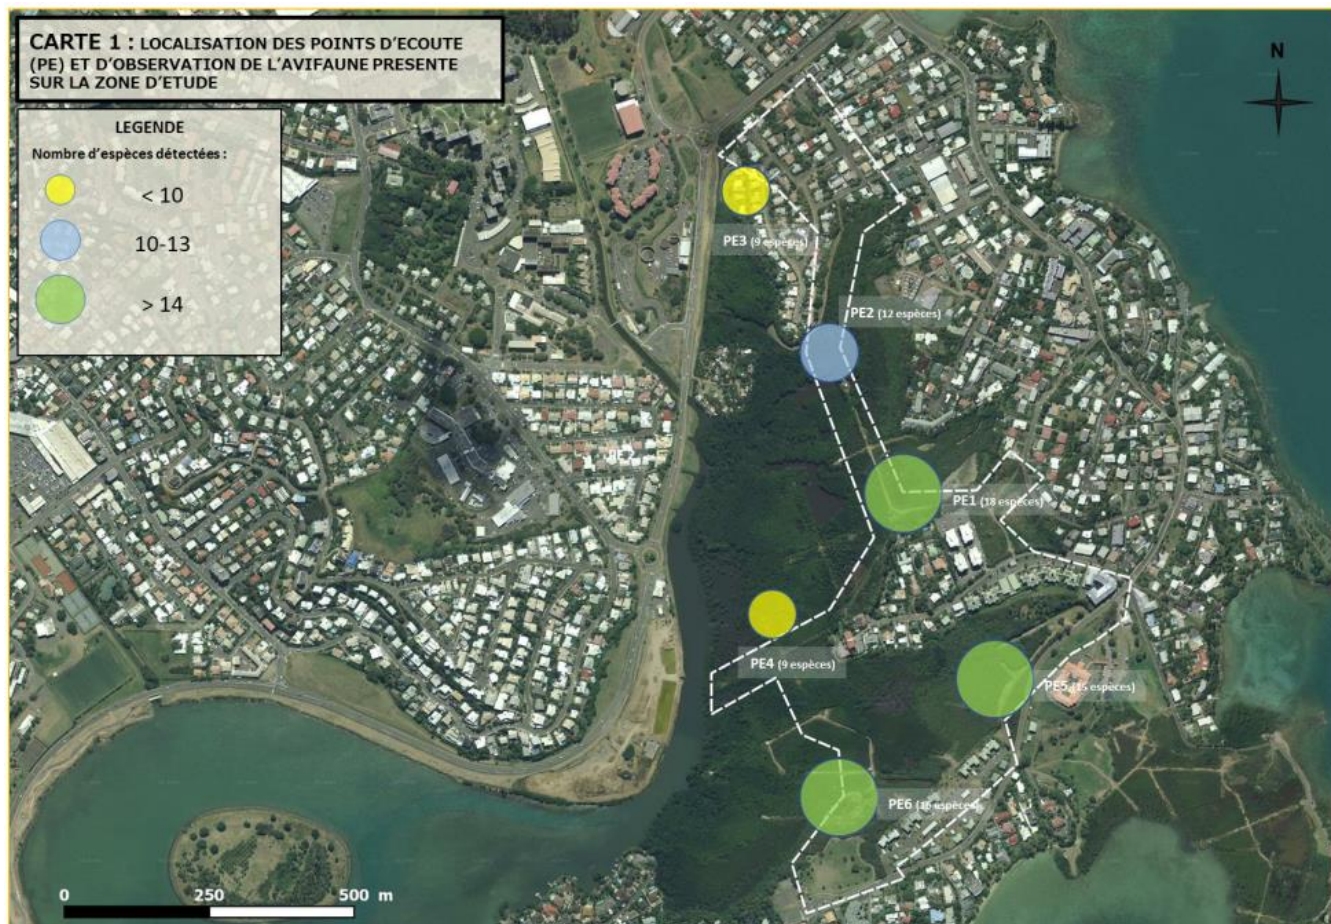 CARTE 1 : LOCALISATION DES POINTS D'ECOUTE
(PE) ET D'OBSERVATION DE L'AVIFAUNE PRESENTE
SUR LA ZONE D'ETUDE
N
LEGENDE
Nombre d'espèces détectées :
< 10
10-13
> 14
PE3 (9 espèces)
PE2 (12 espèces)
PE 2
PE1 (18 espèces)
PE4 (9 espèces)
PE5 (15 espèces)
PE6 (16 espèces)
0 250 500 m